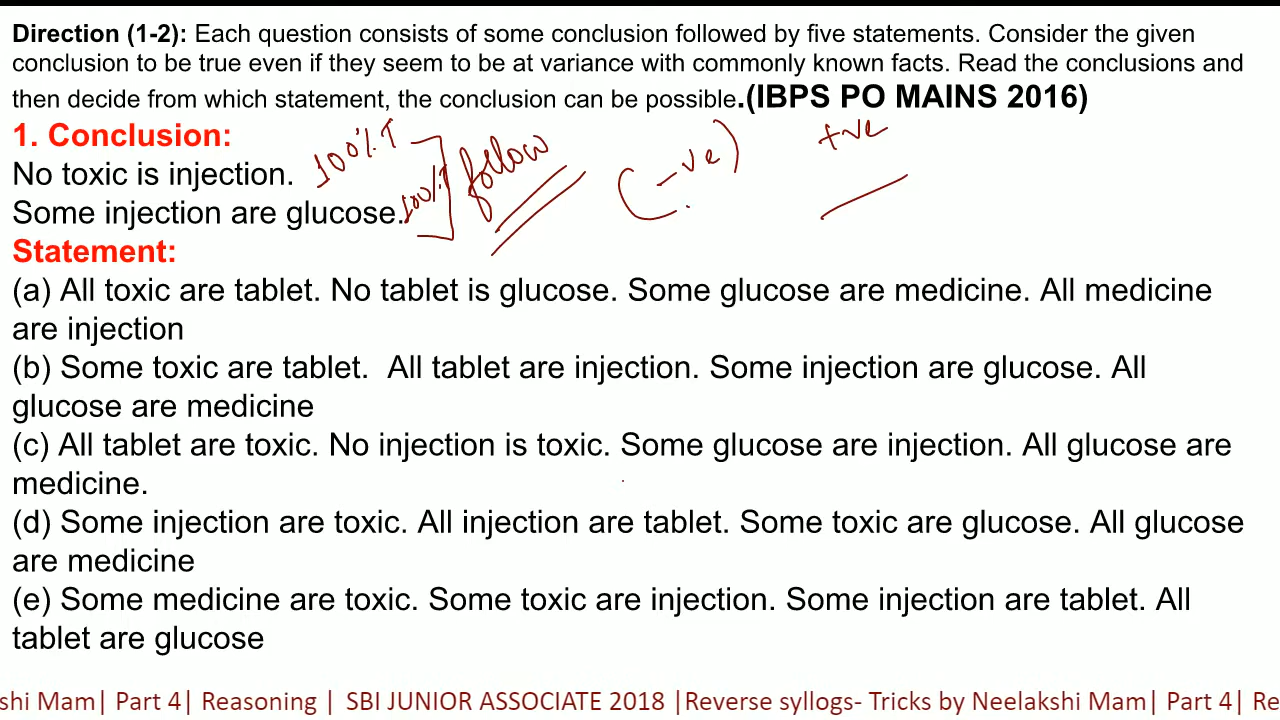 Direction (1-2): Each question consists of some conclusion followed by five statements. Consider the given
conclusion to be true even if they seem to be at variance with commonly known facts. Read the conclusions and
then decide from which statement, the conclusion can be possible.(IBPS PO MAINS 2016)
1. Conclusion:
No toxic is injection. 100%T
Some injection are glucose. 100%T
follow
(-ve)
+ve
Statement:
(a) All toxic are tablet. No tablet is glucose. Some glucose are medicine. All medicine
are injection
(b) Some toxic are tablet.  All tablet are injection. Some injection are glucose. All
glucose are medicine
(c) All tablet are toxic. No injection is toxic. Some glucose are injection. All glucose are
medicine.
(d) Some injection are toxic. All injection are tablet. Some toxic are glucose. All glucose
are medicine
(e) Some medicine are toxic. Some toxic are injection. Some injection are tablet. All
tablet are glucose
shi Mam| Part 4| Reasoning | SBI JUNIOR ASSOCIATE 2018 |Reverse syllogs- Tricks by Neelakshi Mam| Part 4| Re